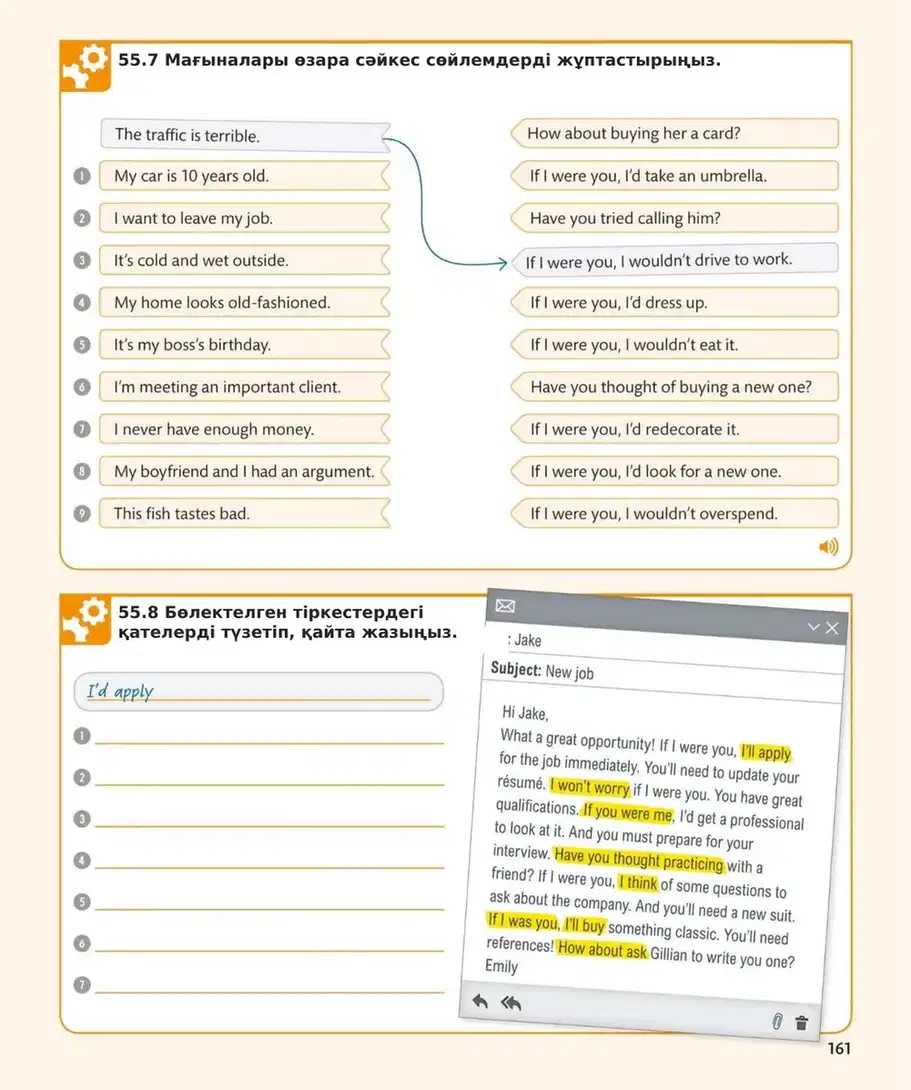 55.7 Мағыналары өзара сәйкес сөйлемдерді жұптастырыңыз.
The traffic is terrible.
1 My car is 10 years old.
2 I want to leave my job.
3 It's cold and wet outside.
4 My home looks old-fashioned.
5 It's my boss's birthday.
6 I'm meeting an important client.
7 I never have enough money.
8 My boyfriend and I had an argument.
9 This fish tastes bad.
How about buying her a card?
If I were you, I'd take an umbrella.
Have you tried calling him?
If I were you, I wouldn't drive to work.
If I were you, I'd dress up.
If I were you, I wouldn't eat it.
Have you thought of buying a new one?
If I were you, I'd redecorate it.
If I were you, I'd look for a new one.
If I were you, I wouldn't overspend.
55.8 Бөлектелген тіркестердегі
қателерді түзетіп, қайта жазыңыз.
I'd apply
1
2
3
4
5
6
7
: Jake
Subject: New job
Hi Jake,
What a great opportunity! If I were you, I'll apply
for the job immediately. You'll need to update your
résumé. I won't worry if I were you. You have great
qualifications. If you were me, I'd get a professional
to look at it. And you must prepare for your
interview. Have you thought practicing with a
friend? If I were you, I think of some questions to
ask about the company. And you'll need a new suit.
If I was you, I'll buy something classic. You'll need
references! How about ask Gillian to write you one?
Emily
161